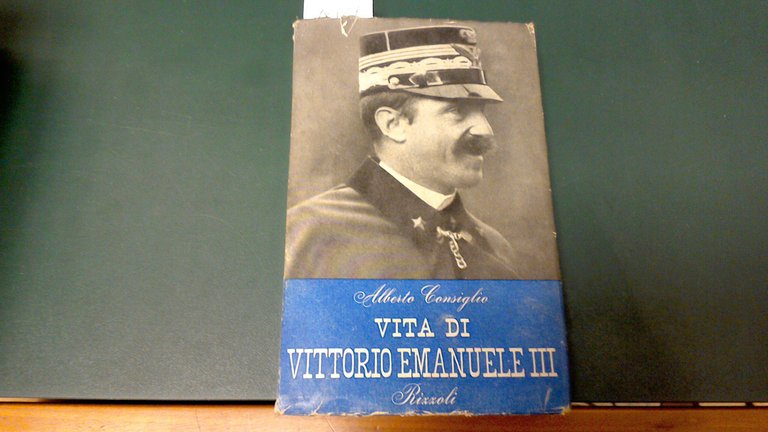 Alberto Consiglio
VITA DI
VITTORIO EMANUELE III
Rizzoli